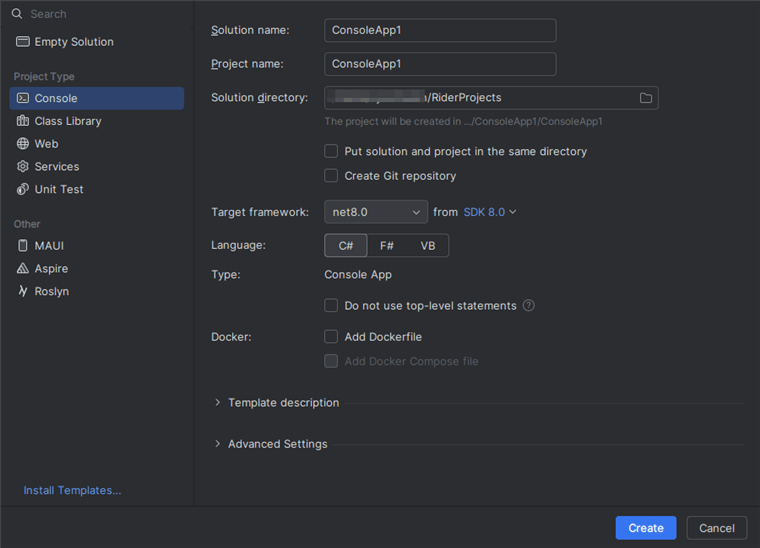 Search
Empty Solution
Project Type
Console
Class Library
Web
Services
Unit Test
Other
MAUI
Aspire
Roslyn
Install Templates...
Solution name: ConsoleApp1
Project name: ConsoleApp1
Solution directory: /RiderProjects
The project will be created in .../ConsoleApp1/ConsoleApp1
Put solution and project in the same directory
Create Git repository
Target framework: net8.0 from SDK 8.0
Language: C# F# VB
Type: Console App
Do not use top-level statements ?
Docker: Add Dockerfile
Add Docker Compose file
Template description
Advanced Settings
Create Cancel